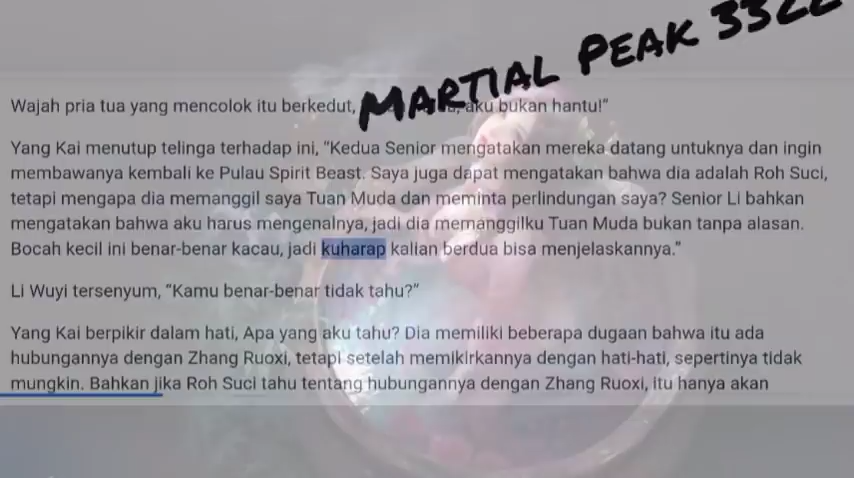 MARTIAL PEAK 3322
Wajah pria tua yang mencolok itu berkedut, aku bukan hantu!”
Yang Kai menutup telinga terhadap ini, “Kedua Senior mengatakan mereka datang untuknya dan ingin
membawanya kembali ke Pulau Spirit Beast. Saya juga dapat mengatakan bahwa dia adalah Roh Suci,
tetapi mengapa dia memanggil saya Tuan Muda dan meminta perlindungan saya? Senior Li bahkan
mengatakan bahwa aku harus mengenalnya, jadi dia memanggilku Tuan Muda bukan tanpa alasan.
Bocah kecil ini benar-benar kacau, jadi kuharap kalian berdua bisa menjelaskannya.”
Li Wuyi tersenyum, “Kamu benar-benar tidak tahu?”
Yang Kai berpikir dalam hati, Apa yang aku tahu? Dia memiliki beberapa dugaan bahwa itu ada
hubungannya dengan Zhang Ruoxi, tetapi setelah memikirkannya dengan hati-hati, sepertinya tidak
mungkin. Bahkan jika Roh Suci tahu tentang hubungannya dengan Zhang Ruoxi, itu hanya akan